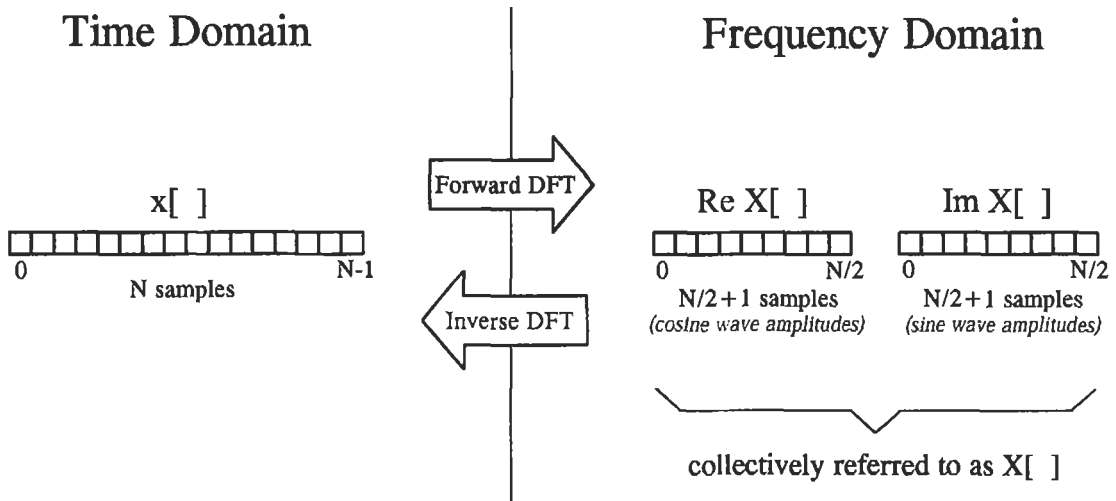 Time Domain
Frequency Domain
Forward DFT
x[ ]
0
N-1
N samples
Inverse DFT
Re X[ ]
0
N/2
N/2+1 samples
(cosine wave amplitudes)
Im X[ ]
0
N/2
N/2+1 samples
(sine wave amplitudes)
collectively referred to as X[ ]